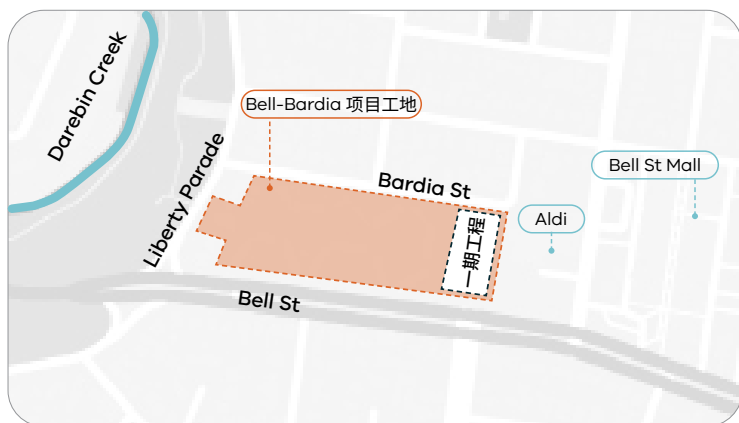 Darebin Creek
Bell-Bardia 项目工地
Liberty Parade
Bardia St
Bell St Mall
Aldi
一期工程
Bell St